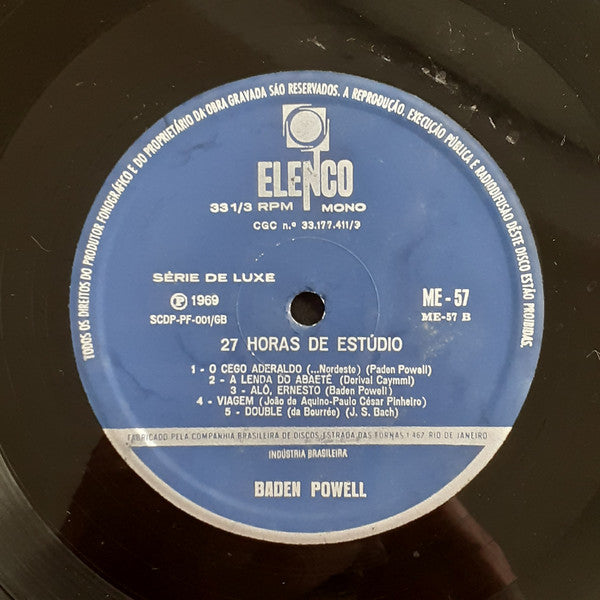 TODOS OS DIREITOS DO PRODUTOR FONOGRÁFICO E DO PROPRIETÁRIO DA OBRA GRAVADA SÃO RESERVADOS. A REPRODUÇÃO, EXECUÇÃO PÚBLICA E RADIODIFUSÃO DÊSTE DISCO ESTÃO PROIBIDAS.
ELENCO
33 1/3 RPM MONO
CGC n.º 33.177.411/3
SÉRIE DE LUXE
Ⓟ 1969
SCDP-PF-001/GB
ME - 57
ME-57 B
27 HORAS DE ESTÚDIO
1 - O CEGO ADERALDO (...Nordeste) (Paden Powell)
2 - A LENDA DO ABAETÉ (Dorival Caymmi)
3 - ALÔ, ERNESTO (Baden Powell)
4 - VIAGEM (João de Aquino-Paulo César Pinheiro)
5 - DOUBLE (da Bourrée) (J. S. Bach)
FABRICADO PELA COMPANHIA BRASILEIRA DE DISCOS, ESTRADA DAS FURNAS 1.467 RIO DE JANEIRO
INDÚSTRIA BRASILEIRA
BADEN POWELL